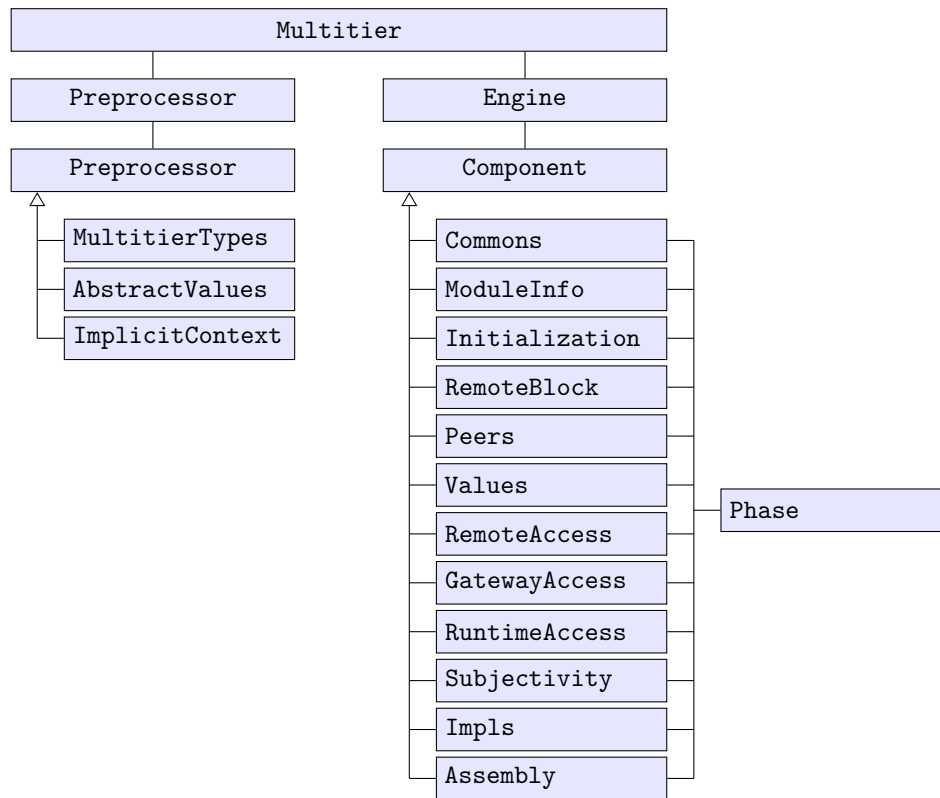 Multitier
Preprocessor
Engine
Preprocessor
Component
MultitierTypes
AbstractValues
ImplicitContext
Commons
ModuleInfo
Initialization
RemoteBlock
Peers
Values
RemoteAccess
GatewayAccess
RuntimeAccess
Subjectivity
Impls
Assembly
Phase